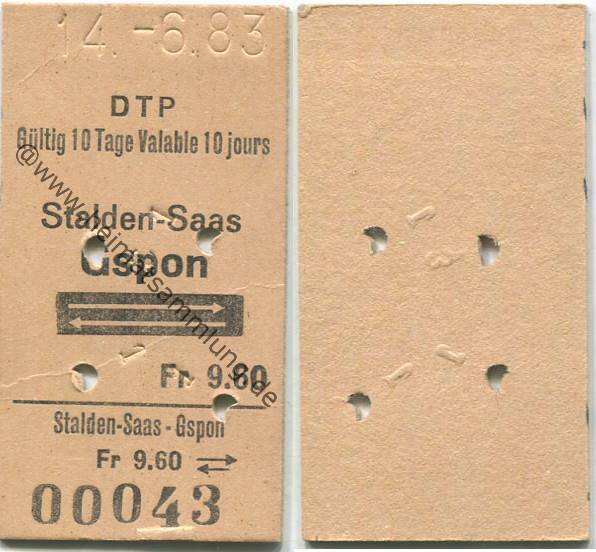 14.-6.83
DTP
Gültig 10 Tage Valable 10 jours
Stalden-Saas
Gspon
Fr 9.60
Stalden-Saas - Gspon
Fr 9.60
00043
@www.heimatsammlung.de